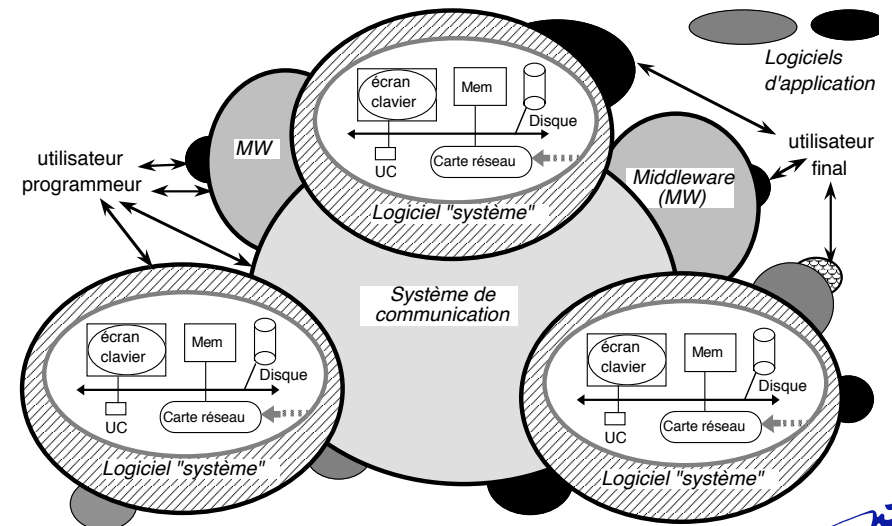 Logiciels
d'application
écran
clavier
Mem
Disque
UC
Carte réseau
Logiciel "système"
utilisateur
programmeur
MW
Middleware
(MW)
utilisateur
final
Système de
communication
écran
clavier
Mem
Disque
UC
Carte réseau
Logiciel "système"
écran
clavier
Mem
Disque
UC
Carte réseau
Logiciel "système"